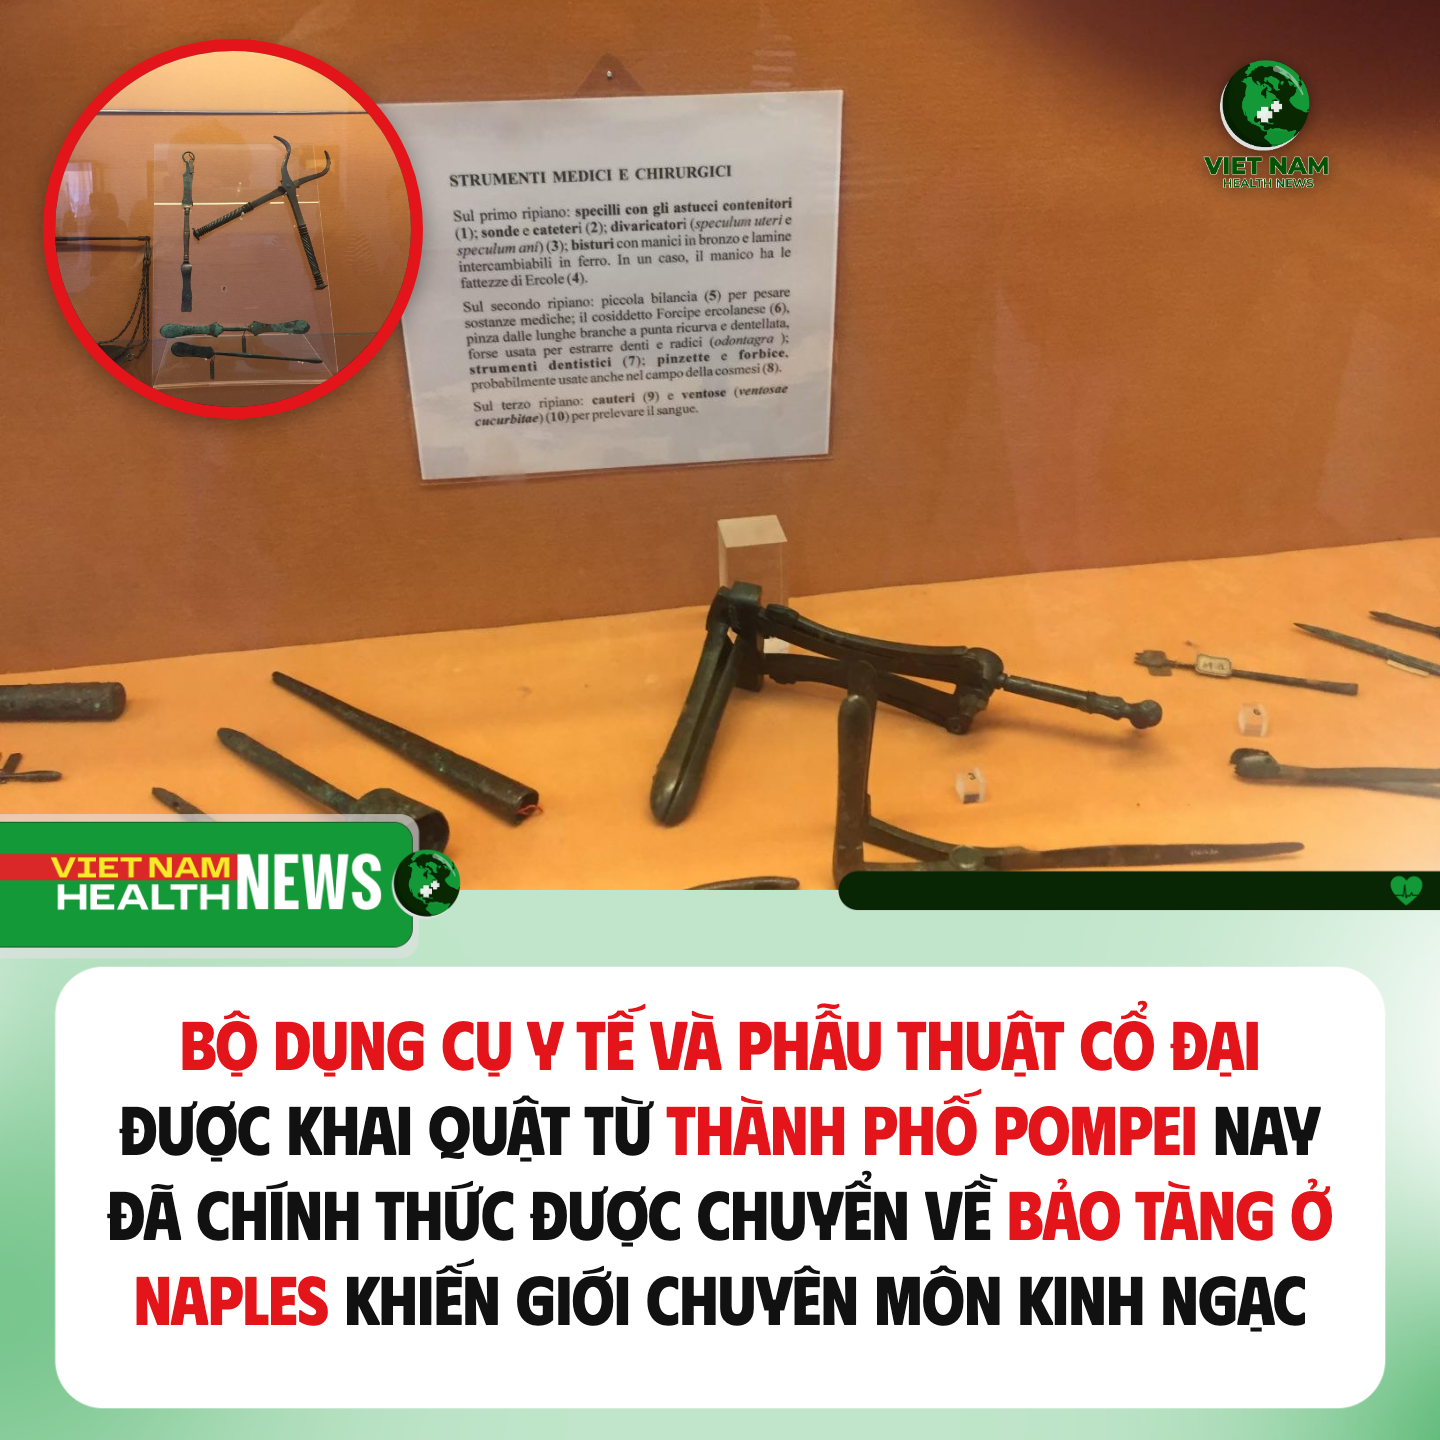 STRUMENTI MEDICI E CHIRURGICI
Sul primo ripiano: specilli con gli astucci contenitori
(1); sonde e cateteri (2); divaricatori (speculum uteri e
speculum ani) (3); bisturi con manici in bronzo e lamine
intercambiabili in ferro. In un caso, il manico ha le
fattezze di Ercole (4).
Sul secondo ripiano: piccola bilancia (5) per pesare
sostanze mediche; il cosiddetto Forcipe ercolanese (6),
pinza dalle lunghe branche a punta ricurva e dentellata,
forse usata per estrarre denti e radici (odontagra );
strumenti dentistici (7); pinzette e forbice,
probabilmente usate anche nel campo della cosmesi (8).
Sul terzo ripiano: cauteri (9) e ventose (ventosae
cucurbitae) (10) per prelevare il sangue.
VIET NAM
HEALTH NEWS
3
VIET NAM
HEALTH NEWS
BỘ DỤNG CỤ Y TẾ VÀ PHẪU THUẬT CỔ ĐẠI
ĐƯỢC KHAI QUẬT TỪ THÀNH PHỐ POMPEI NAY
ĐÃ CHÍNH THỨC ĐƯỢC CHUYỂN VỀ BẢO TÀNG Ở
NAPLES KHIẾN GIỚI CHUYÊN MÔN KINH NGẠC